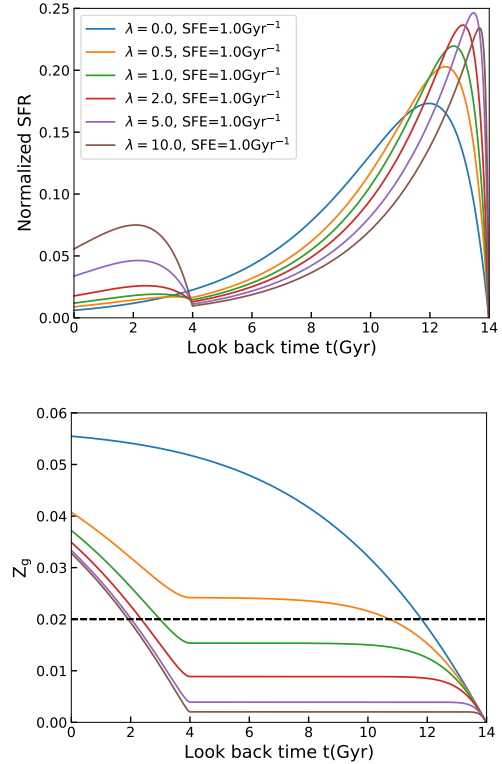 0.25
0.20
0.15
0.10
0.05
0.00
Normalized SFR
λ = 0.0, SFE=1.0Gyr⁻¹
λ = 0.5, SFE=1.0Gyr⁻¹
λ = 1.0, SFE=1.0Gyr⁻¹
λ = 2.0, SFE=1.0Gyr⁻¹
λ = 5.0, SFE=1.0Gyr⁻¹
λ = 10.0, SFE=1.0Gyr⁻¹
0 2 4 6 8 10 12 14
Look back time t(Gyr)
0.06
0.05
0.04
0.03
0.02
0.01
0.00
Z_g
0 2 4 6 8 10 12 14
Look back time t(Gyr)